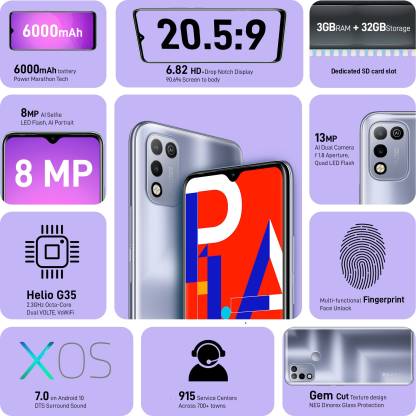 6000mAh
6000mAh battery
Power Marathon Tech
20.5:9
6.82 HD+Drop Notch Display
90.6% Screen to body
3GBRAM + 32GBStorage
Dedicated SD card slot
8MP AI Selfie
LED Flash, AI Portrait
8 MP
13MP
AI Dual Camera
F 1.8 Aperture,
Quad LED Flash
Helio G35
2.3GHz Octa-Core
Dual VOLTE, VoWiFi
Multi-functional Fingerprint
Face Unlock
XOS
7.0 on Android 10
DTS Surround Sound
915 Service Centers
Across 700+ towns
Gem Cut Texture design
NEG Dinorex Glass Protection